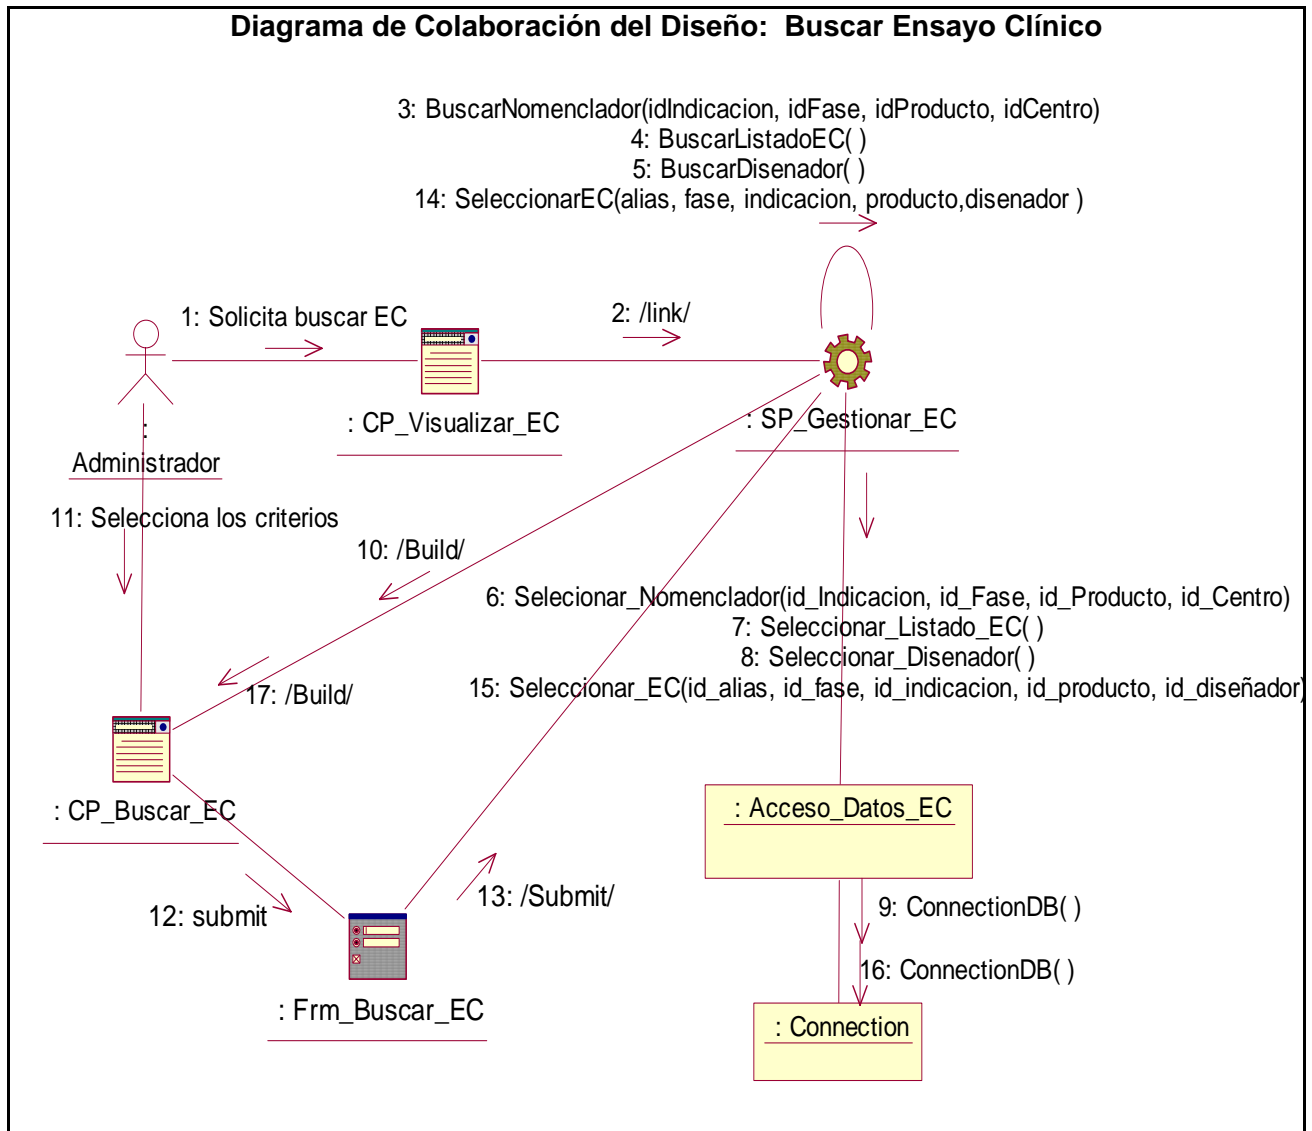 Diagrama de Colaboración del Diseño:  Buscar Ensayo Clínico
3: BuscarNomenclador(idIndicacion, idFase, idProducto, idCentro)
4: BuscarListadoEC( )
5: BuscarDisenador( )
14: SeleccionarEC(alias, fase, indicacion, producto,disenador )
1: Solicita buscar EC
2: /link/
: CP_Visualizar_EC
: SP_Gestionar_EC
:
Administrador
11: Selecciona los criterios
10: /Build/
6: Selecionar_Nomenclador(id_Indicacion, id_Fase, id_Producto, id_Centro)
7: Seleccionar_Listado_EC( )
8: Seleccionar_Disenador( )
15: Seleccionar_EC(id_alias, id_fase, id_indicacion, id_producto, id_diseñador)
17: /Build/
: CP_Buscar_EC
: Acceso_Datos_EC
12: submit
13: /Submit/
9: ConnectionDB( )
16: ConnectionDB( )
: Frm_Buscar_EC
: Connection